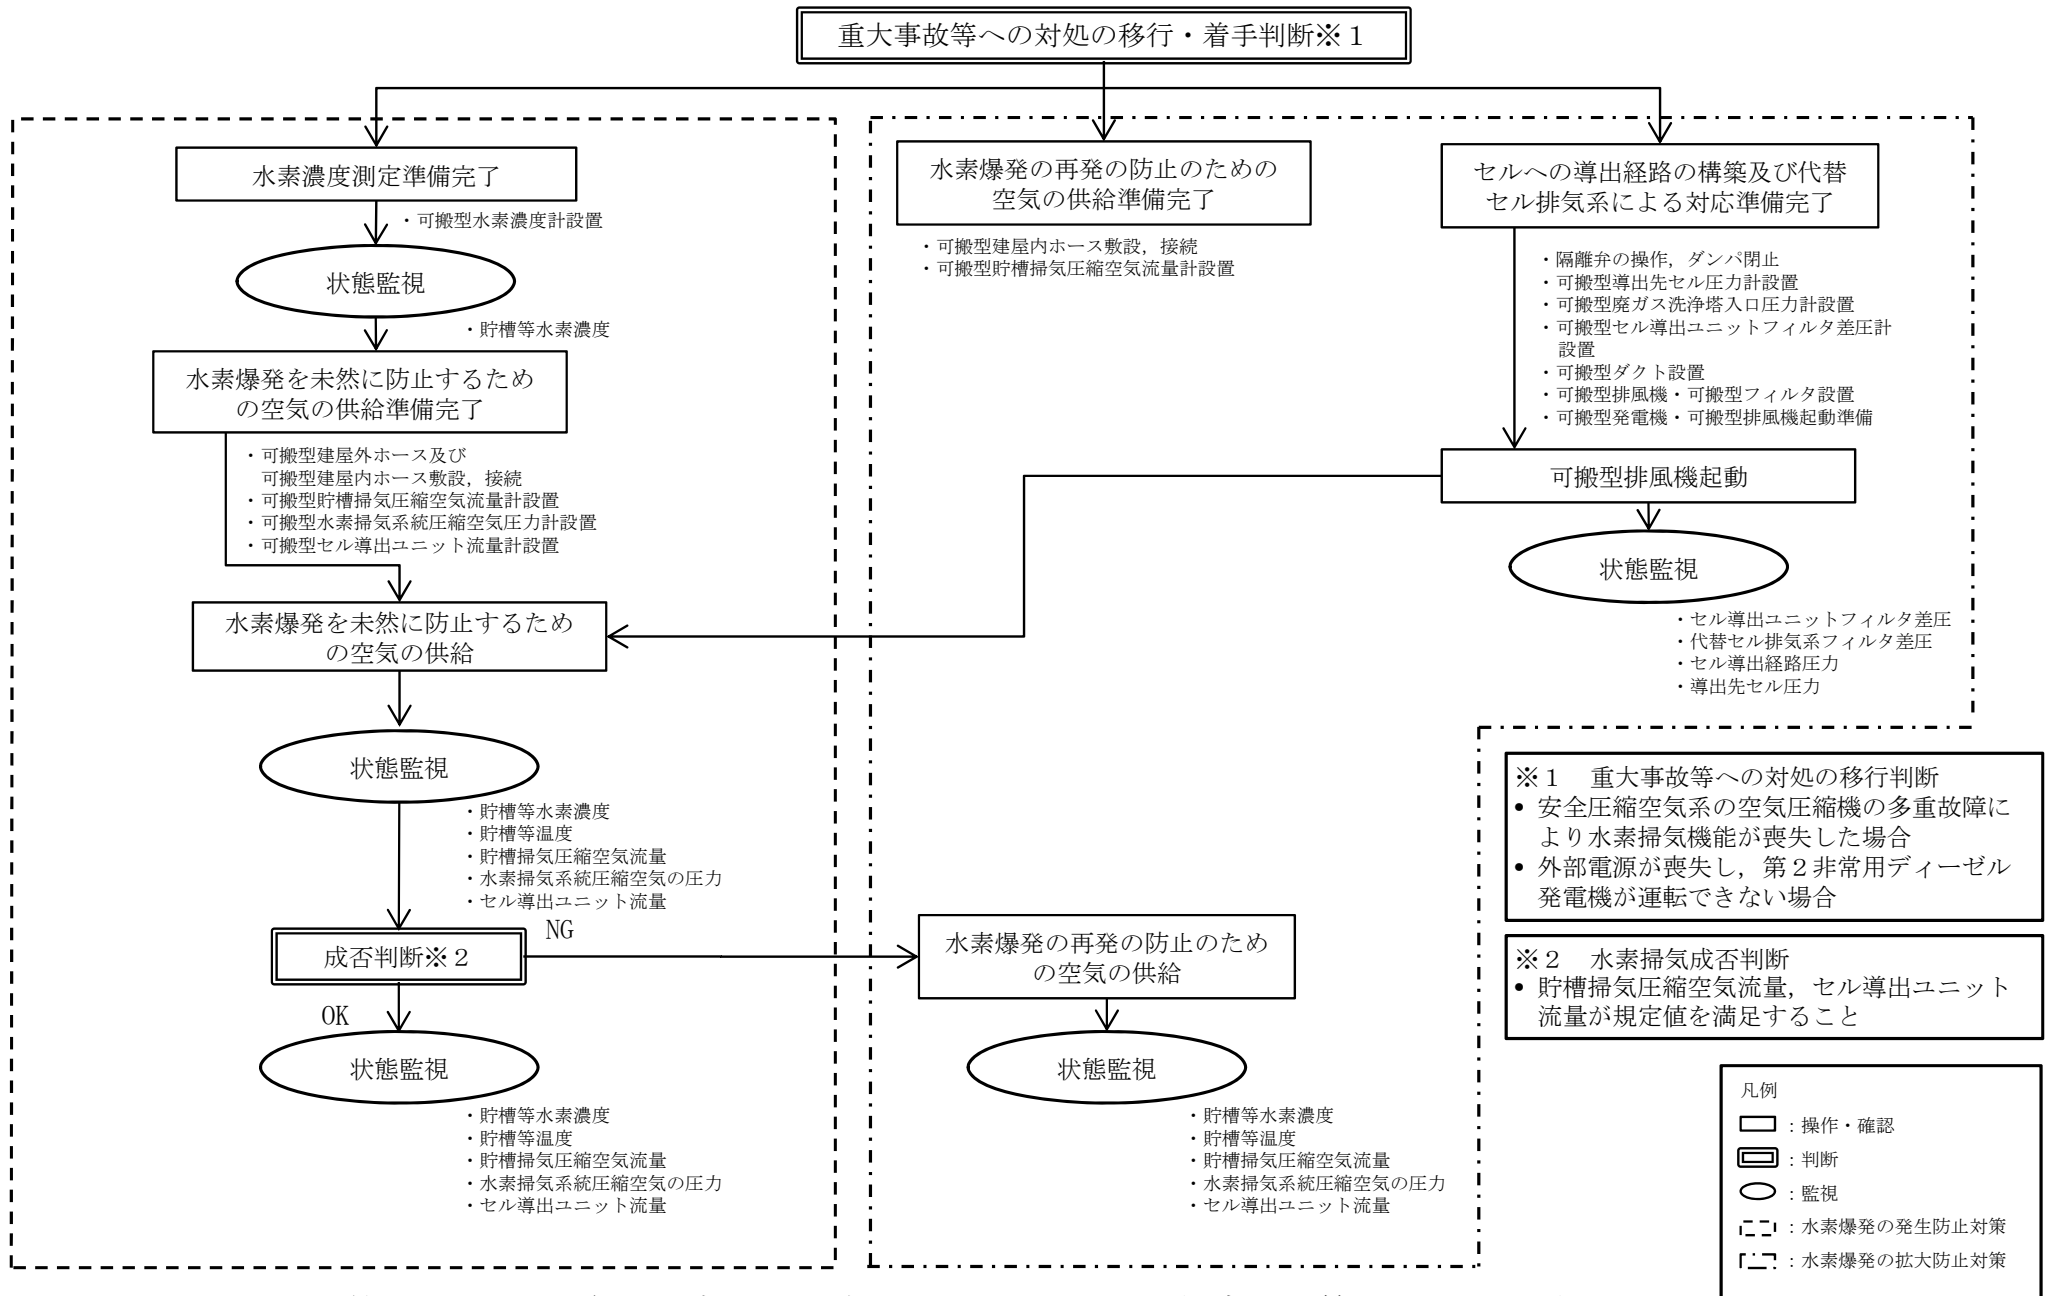 重大事故等への対処の移行・着手判断※１
水素濃度測定準備完了
・可搬型水素濃度計設置
状態監視
・貯槽等水素濃度
水素爆発を未然に防止するため
の空気の供給準備完了
・可搬型建屋外ホース及び
可搬型建屋内ホース敷設，接続
・可搬型貯槽掃気圧縮空気流量計設置
・可搬型水素掃気系統圧縮空気圧力計設置
・可搬型セル導出ユニット流量計設置
水素爆発を未然に防止するため
の空気の供給
状態監視
・貯槽等水素濃度
・貯槽等温度
・貯槽掃気圧縮空気流量
・水素掃気系統圧縮空気の圧力
・セル導出ユニット流量
成否判断※２
NG
OK
状態監視
・貯槽等水素濃度
・貯槽等温度
・貯槽掃気圧縮空気流量
・水素掃気系統圧縮空気の圧力
・セル導出ユニット流量
水素爆発の再発の防止のための
空気の供給準備完了
・可搬型建屋内ホース敷設，接続
・可搬型貯槽掃気圧縮空気流量計設置
水素爆発の再発の防止のため
の空気の供給
状態監視
・貯槽等水素濃度
・貯槽等温度
・貯槽掃気圧縮空気流量
・水素掃気系統圧縮空気の圧力
・セル導出ユニット流量
セルへの導出経路の構築及び代替
セル排気系による対応準備完了
・隔離弁の操作，ダンパ閉止
・可搬型導出先セル圧力計設置
・可搬型廃ガス洗浄塔入口圧力計設置
・可搬型セル導出ユニットフィルタ差圧計
設置
・可搬型ダクト設置
・可搬型排風機・可搬型フィルタ設置
・可搬型発電機・可搬型排風機起動準備
可搬型排風機起動
状態監視
・セル導出ユニットフィルタ差圧
・代替セル排気系フィルタ差圧
・セル導出経路圧力
・導出先セル圧力
※１　重大事故等への対処の移行判断
• 安全圧縮空気系の空気圧縮機の多重故障に
より水素掃気機能が喪失した場合
• 外部電源が喪失し，第２非常用ディーゼル
発電機が運転できない場合
※２　水素掃気成否判断
• 貯槽掃気圧縮空気流量，セル導出ユニット
流量が規定値を満足すること
凡例
：操作・確認
：判断
：監視
：水素爆発の発生防止対策
：水素爆発の拡大防止対策